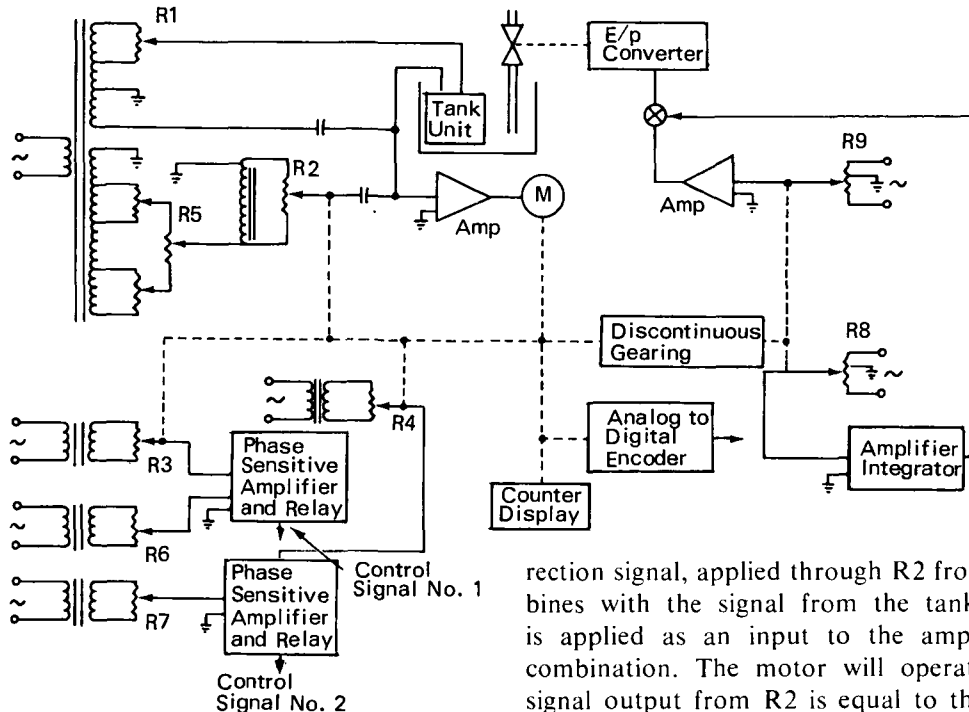 R1
Tank
Unit
E/p
Converter
R9
R2
R5
Amp
M
Amp
Discontinuous
Gearing
R8
R4
Analog to
Digital
Encoder
Amplifier
Integrator
Counter
Display
R3
Phase
Sensitive
Amplifier
and Relay
R6
Control
Signal No. 1
R7
Phase
Sensitive
Amplifier
and Relay
Control
Signal No. 2
rection signal, applied through R2 fro
bines with the signal from the tank
is applied as an input to the amp
combination. The motor will operat
signal output from R2 is equal to th